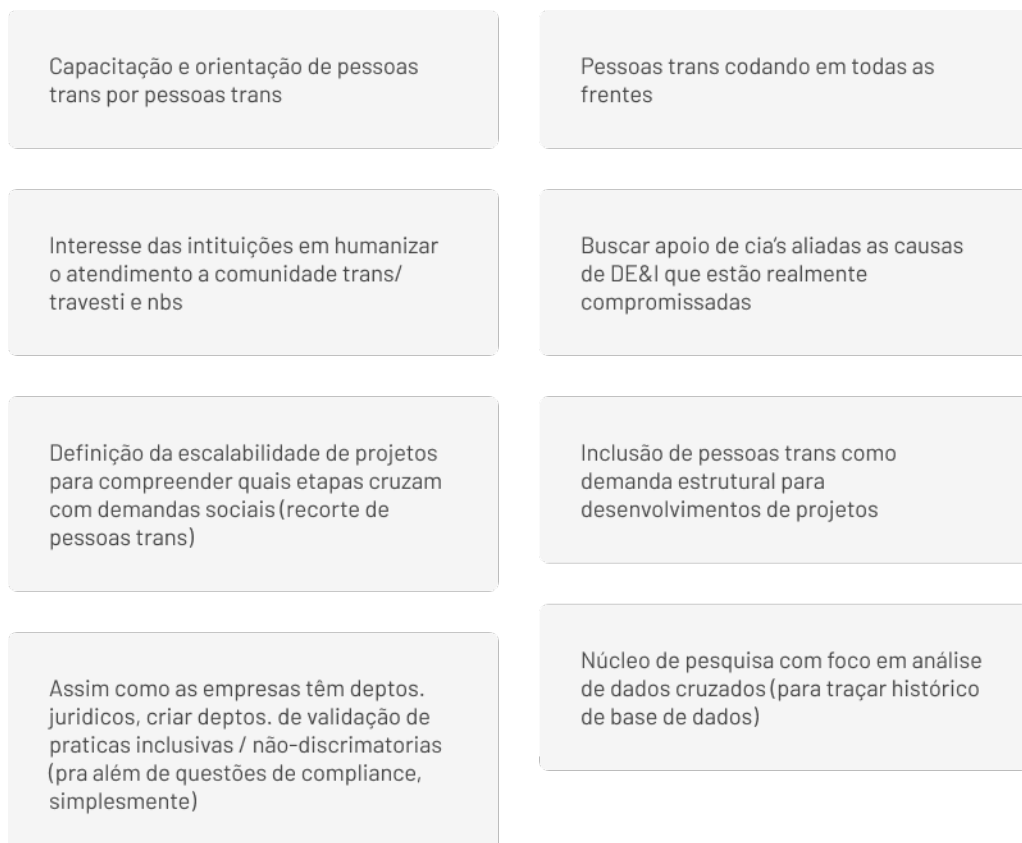 Capacitação e orientação de pessoas
trans por pessoas trans
Pessoas trans codando em todas as
frentes
Interesse das intituições em humanizar
o atendimento a comunidade trans/
travesti e nbs
Buscar apoio de cia's aliadas as causas
de DE&I que estão realmente
compromissadas
Definição da escalabilidade de projetos
para compreender quais etapas cruzam
com demandas sociais (recorte de
pessoas trans)
Inclusão de pessoas trans como
demanda estrutural para
desenvolvimentos de projetos
Assim como as empresas têm deptos.
juridicos, criar deptos. de validação de
praticas inclusivas / não-discrimatorias
(pra além de questões de compliance,
simplesmente)
Núcleo de pesquisa com foco em análise
de dados cruzados (para traçar histórico
de base de dados)